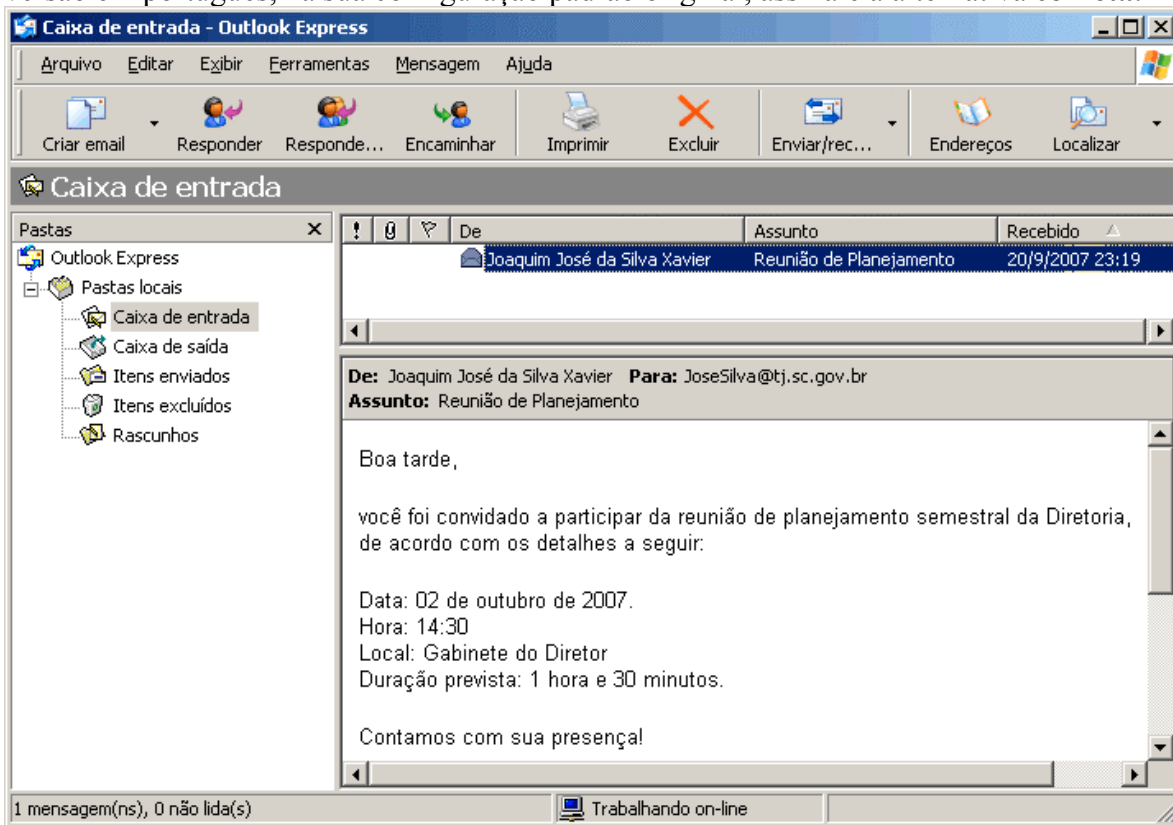 Caixa de entrada - Outlook Express
Arquivo Editar Exibir Ferramentas Mensagem Ajuda
Criar email Responder Responde... Encaminhar Imprimir Excluir Enviar/rec... Endereços Localizar
Caixa de entrada
Pastas
Outlook Express
Pastas locais
Caixa de entrada
Caixa de saída
Itens enviados
Itens excluídos
Rascunhos
! De Assunto Recebido
Joaquim José da Silva Xavier Reunião de Planejamento 20/9/2007 23:19
De: Joaquim José da Silva Xavier Para: JoseSilva@tj.sc.gov.br
Assunto: Reunião de Planejamento
Boa tarde,
você foi convidado a participar da reunião de planejamento semestral da Diretoria,
de acordo com os detalhes a seguir:
Data: 02 de outubro de 2007.
Hora: 14:30
Local: Gabinete do Diretor
Duração prevista: 1 hora e 30 minutos.
Contamos com sua presença!
1 mensagem(ns), 0 não lida(s) Trabalhando on-line